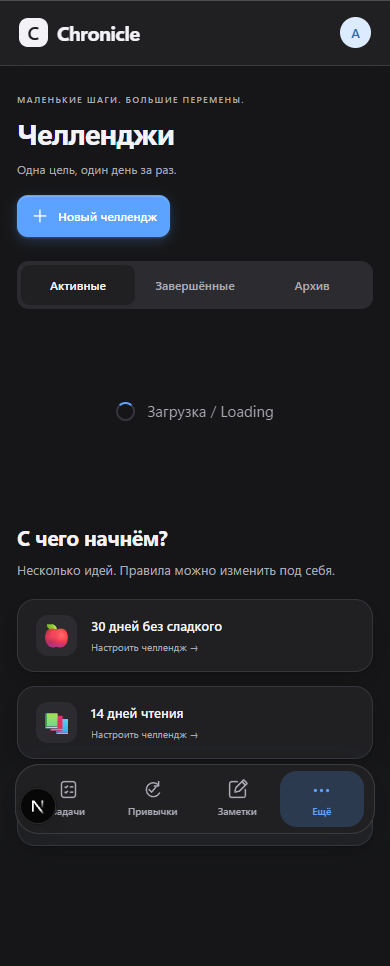 C Chronicle
A
МАЛЕНЬКИЕ ШАГИ. БОЛЬШИЕ ПЕРЕМЕНЫ.
Челленджи
Одна цель, один день за раз.
+ Новый челлендж
Активные Завершённые Архив
Загрузка / Loading
С чего начнём?
Несколько идей. Правила можно изменить под себя.
30 дней без сладкого
Настроить челлендж →
14 дней чтения
Настроить челлендж →
N
адачи Привычки Заметки Ещё